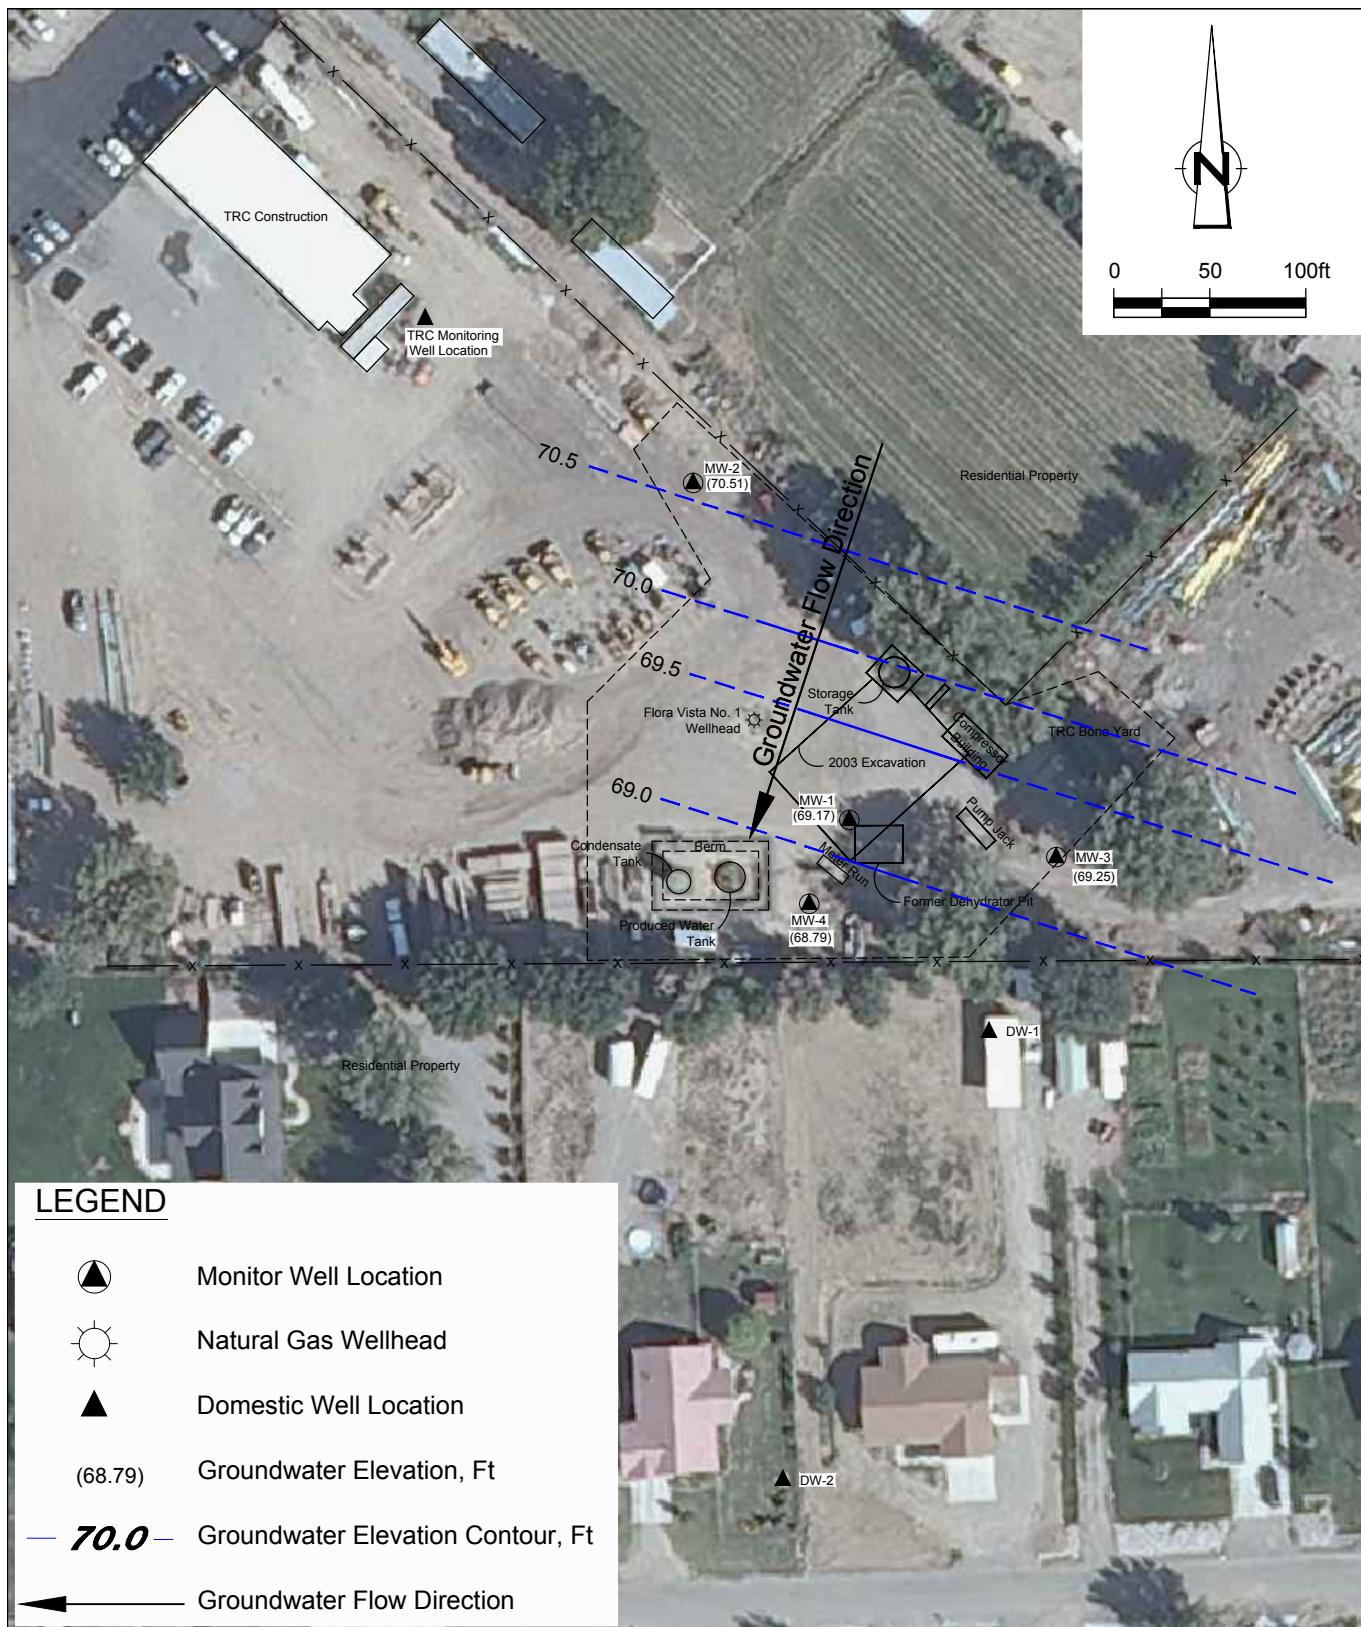 N
0 50 100ft
TRC Construction
TRC Monitoring
Well Location
70.5
MW-2
(70.51)
Residential Property
Groundwater Flow Direction
70.0
69.5
Storage
Tank
Flora Vista No. 1
Wellhead
Compressor
Building
TRC Bone Yard
2003 Excavation
69.0
MW-1
(69.17)
Pump Jack
Condensate
Tank
Berm
Meter Run
MW-3
(69.25)
Former Dehydrator Pit
Produced Water
Tank
MW-4
(68.79)
DW-1
Residential Property
DW-2
LEGEND
Monitor Well Location
Natural Gas Wellhead
Domestic Well Location
(68.79) Groundwater Elevation, Ft
70.0 Groundwater Elevation Contour, Ft
Groundwater Flow Direction